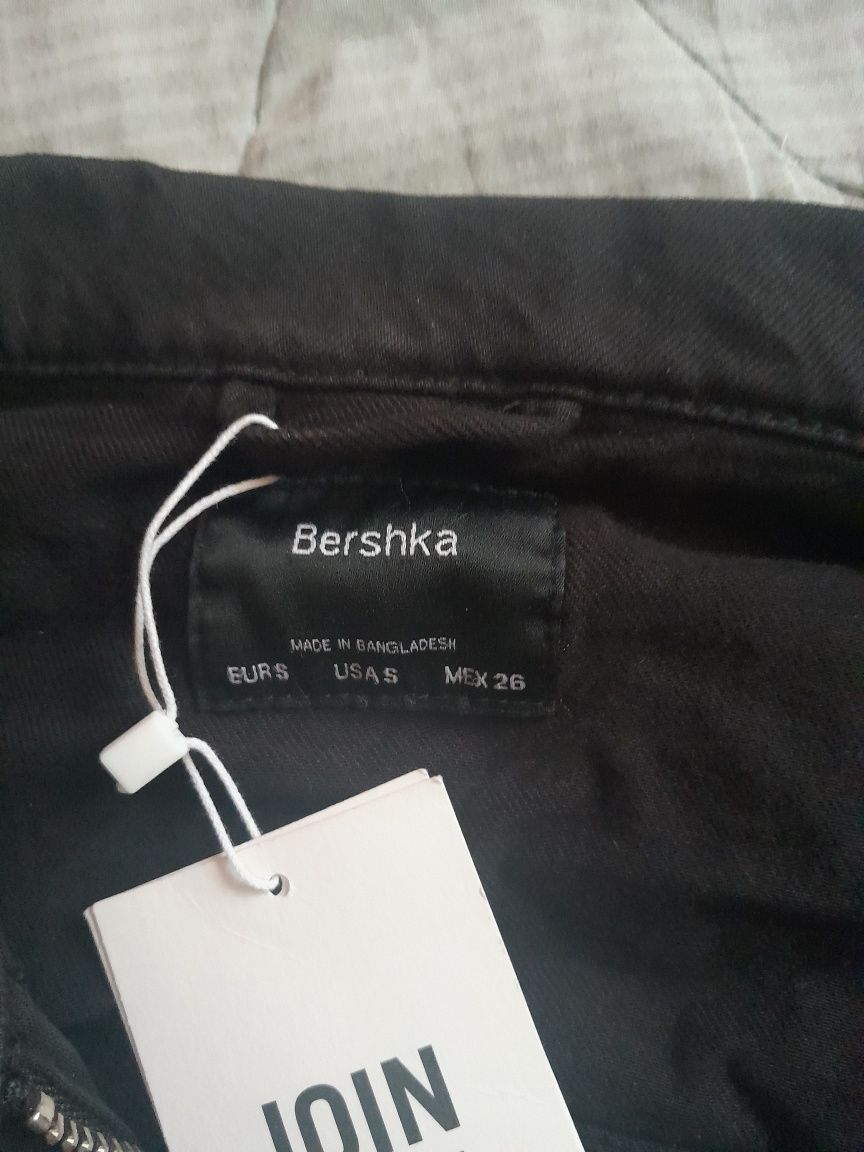 Bershka
MADE IN BANGLADESH
EUR S USA S MEX 26
JOIN